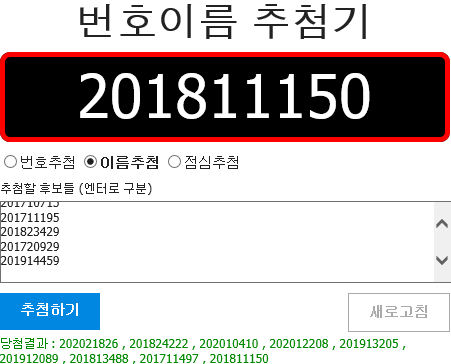 번호이름 추첨기
201811150
번호추첨 이름추첨 점심추첨
추첨할 후보들 (엔터로 구분)
201710715
201711195
201823429
201720929
201914459
추첨하기 새로고침
당첨결과 : 202021826 , 201824222 , 202010410 , 202012208 , 201913205 ,
201912089 , 201813488 , 201711497 , 201811150